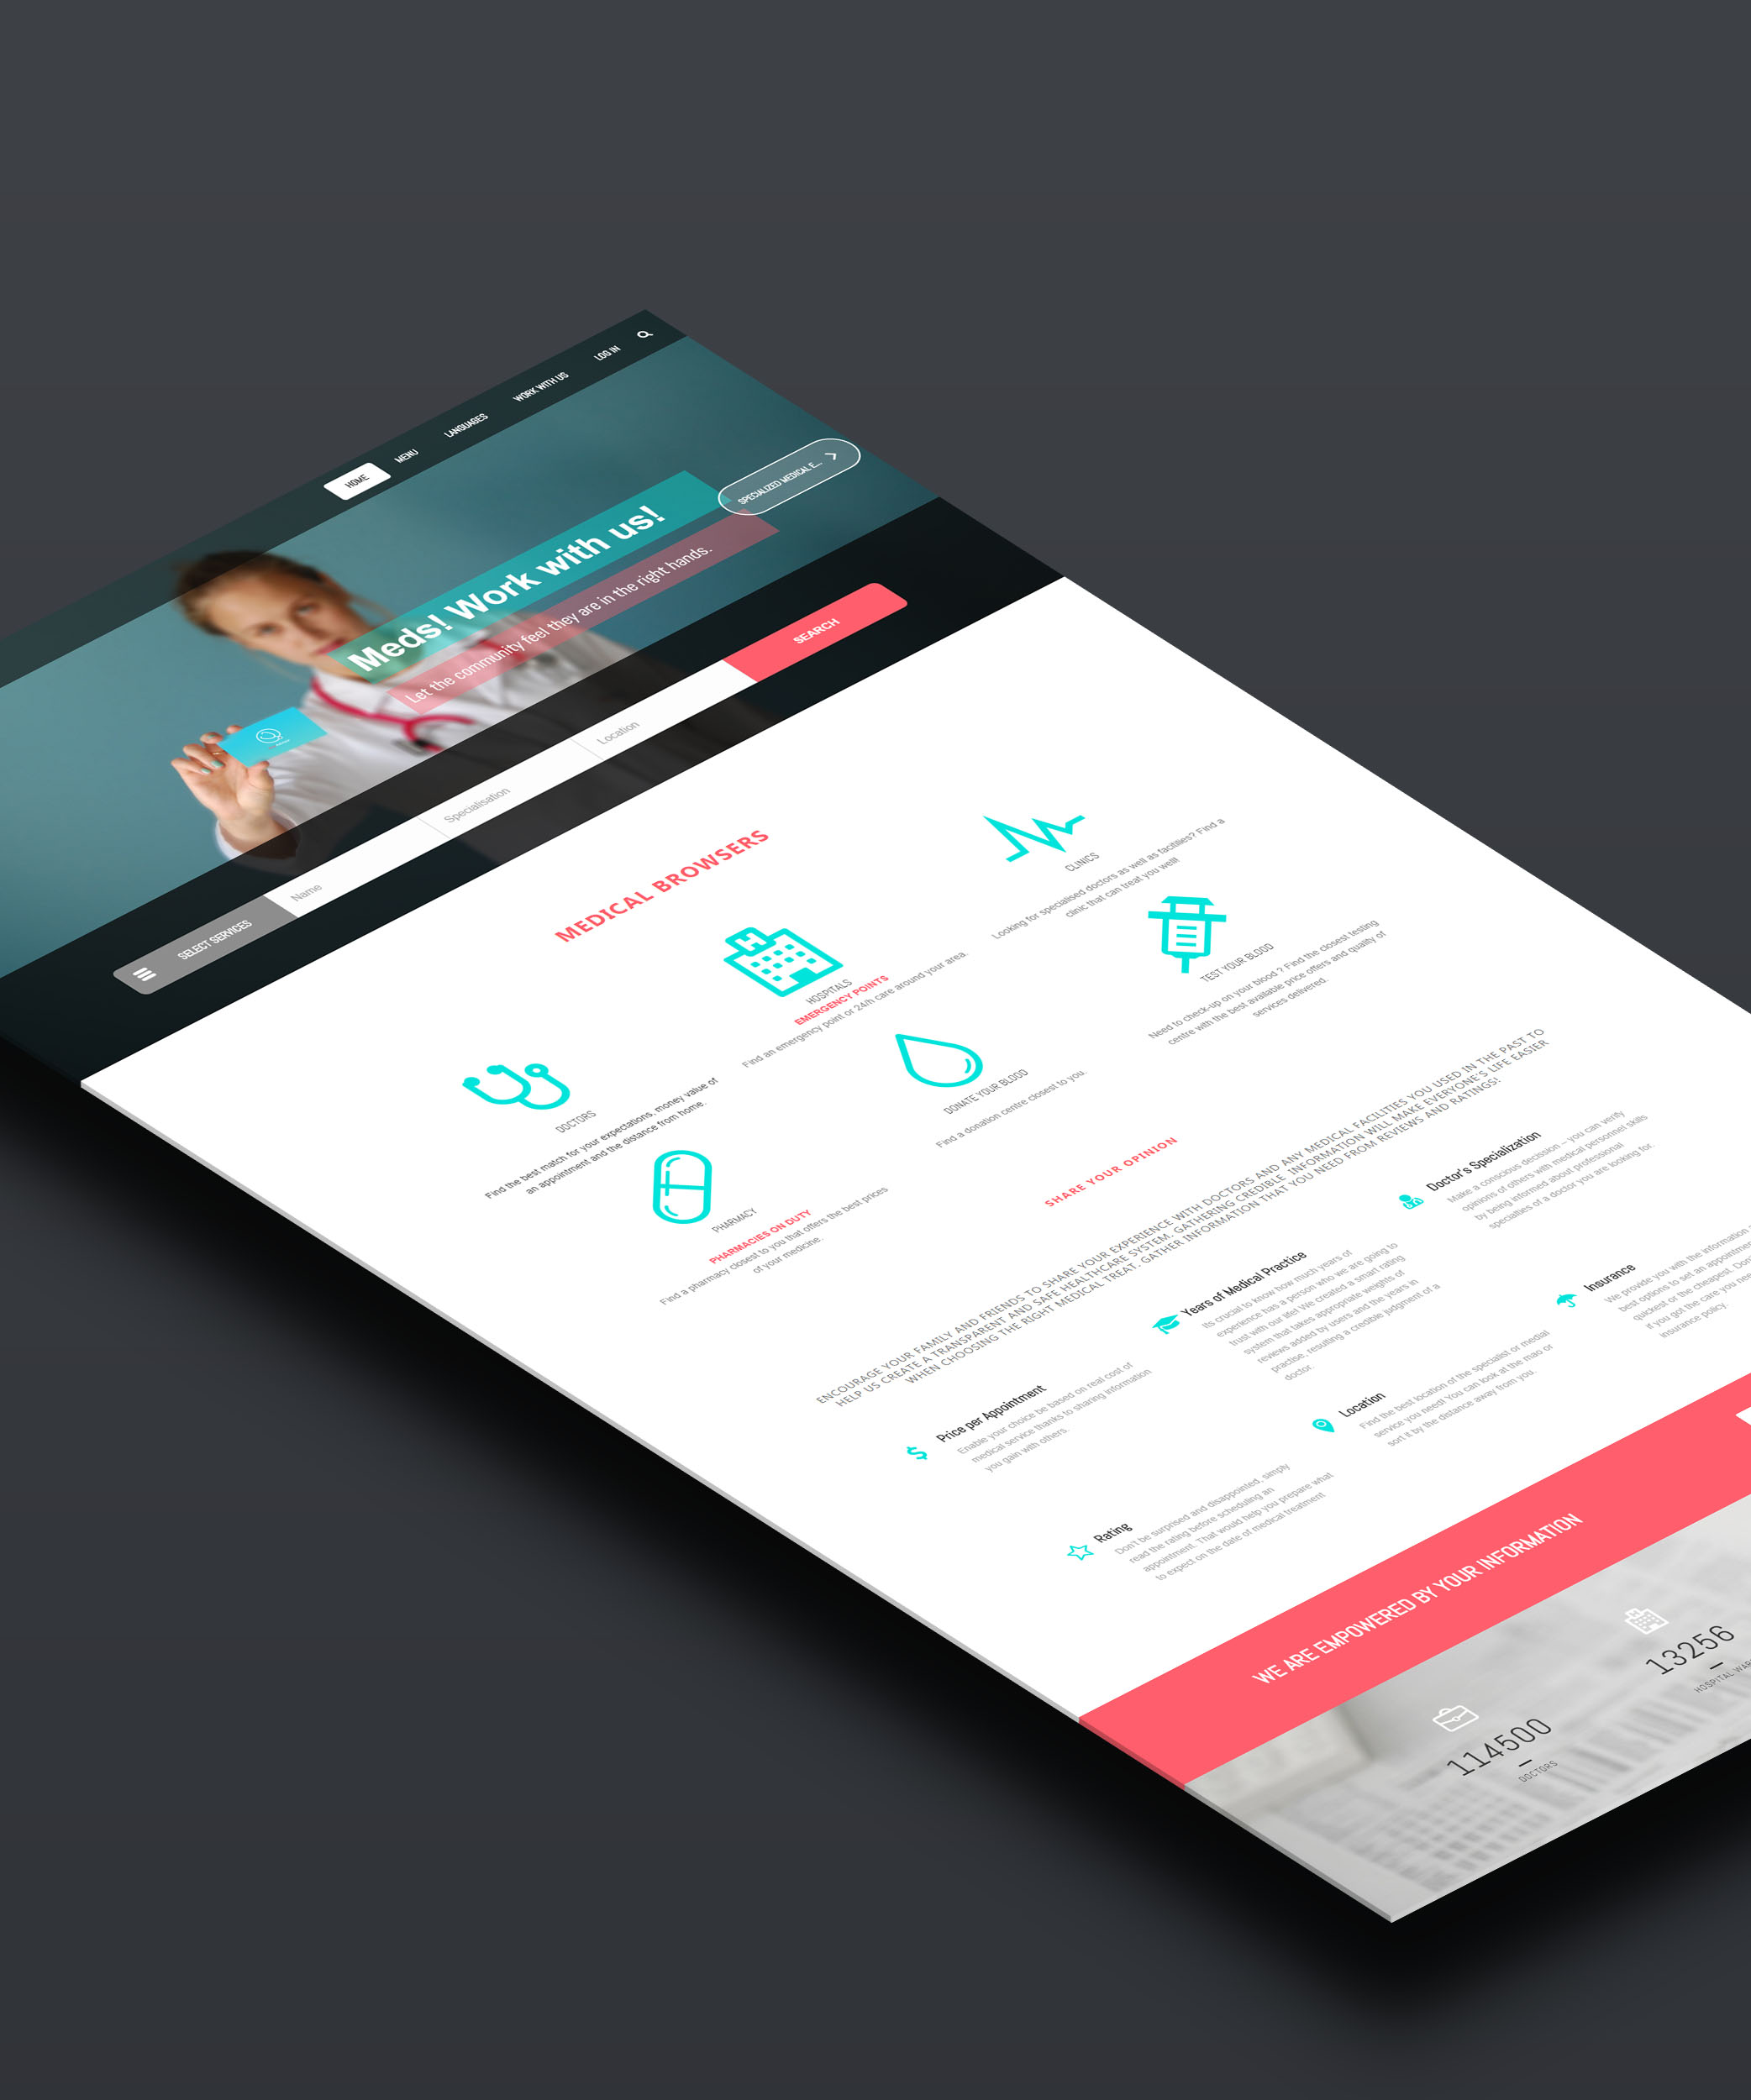 HOME
MENU
LANGUAGES
WORK WITH US
LOG IN
Meds! Work with us!
Let the community feel they are in the right hands.
SPECIALIZED MEDICAL E...
SELECT SERVICES
Name
Specialisation
Location
SEARCH
MEDICAL BROWSERS
DOCTORS
Find the best match for your expectations, money value of
an appointment and the distance from home.
HOSPITALS
EMERGENCY POINTS
Find an emergency point or 24/h care around your area.
CLINICS
Looking for specialised doctors as well as facitilies? Find a
clinic that can treat you well!
PHARMACY
PHARMACIES ON DUTY
Find a pharmacy closest to you that offers the best prices
of your medicine.
DONATE YOUR BLOOD
Find a donation centre closest to you.
TEST YOUR BLOOD
Need to check-up on your blood ? Find the closest testing
centre with the best available price offers and quality of
services delivered.
SHARE YOUR OPINION
ENCOURAGE YOUR FAMILY AND FRIENDS TO SHARE YOUR EXPERIENCE WITH DOCTORS AND ANY MEDICAL FACILITIES YOU USED IN THE PAST TO
HELP US CREATE A TRANSPARENT AND SAFE HEALTHCARE SYSTEM. GATHERING CREDIBLE INFORMATION WILL MAKE EVERYONE'S LIFE EASIER
WHEN CHOOSING THE RIGHT MEDICAL TREAT. GATHER INFORMATION THAT YOU NEED FROM REVIEWS AND RATINGS!
Price per Appointment
Enable your choice be based on real cost of
medical service thanks to sharing information
you gain with others.
Years of Medical Practice
Its crucial to know how much years of
experience has a person who we are going to
trust with our life! We created a smart rating
system that takes appropriate weights of
reviews added by users and the years in
practise, resulting a credible judgment of a
doctor.
Doctor's Specialization
Make a conscious decission – you can verify
opinions of others with medical personnel skills
by being informed about professional
specialties of a doctor you are looking for.
Rating
Don't be surprised and disappointed, simply
read the rating before scheduling an
appointment. That would help you prepare what
to expect on the date of medical treatment
Location
Find the best location of the specialist or medial
service you need! You can look at the mao or
sort it by the distance away from you.
Insurance
We provide you with the information
best options to set an appointment
quickest or the cheapest. Don
if you got the care you nee
insurance policy.
WE ARE EMPOWERED BY YOUR INFORMATION
114500
DOCTORS
13256
HOSPITAL WAR